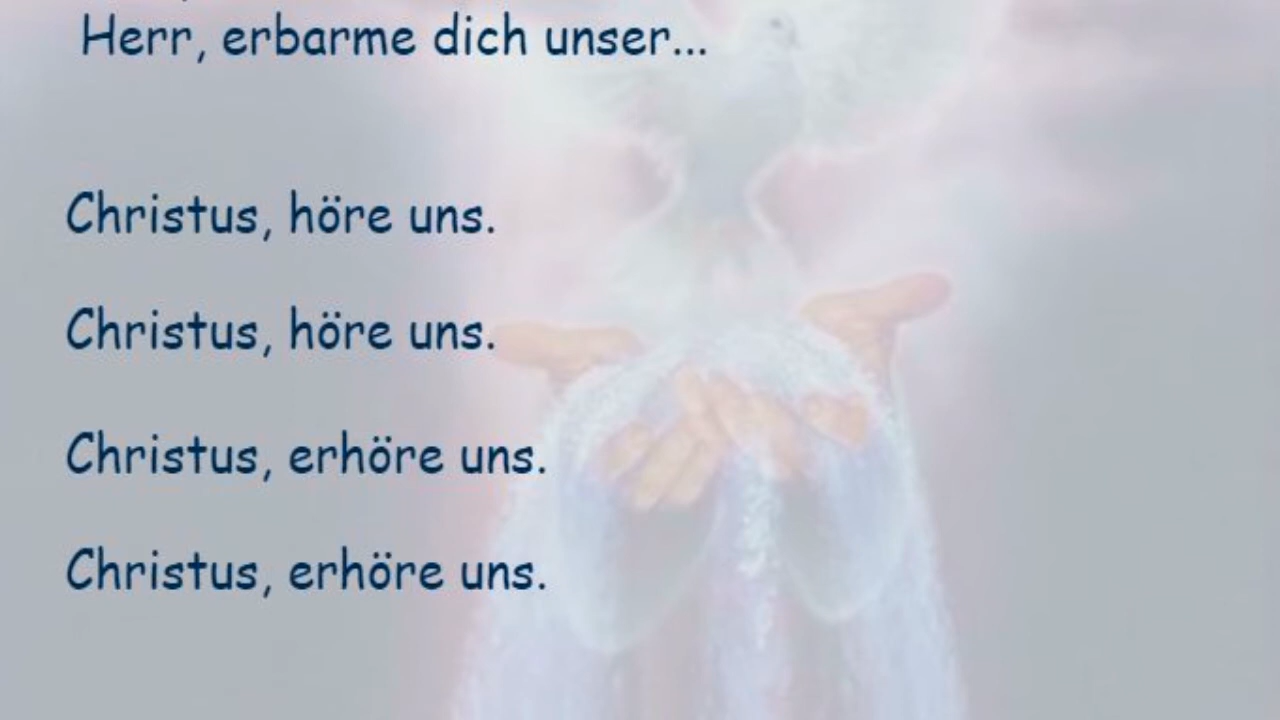 Herr, erbarme dich unser...
Christus, höre uns.
Christus, höre uns.
Christus, erhöre uns.
Christus, erhöre uns.